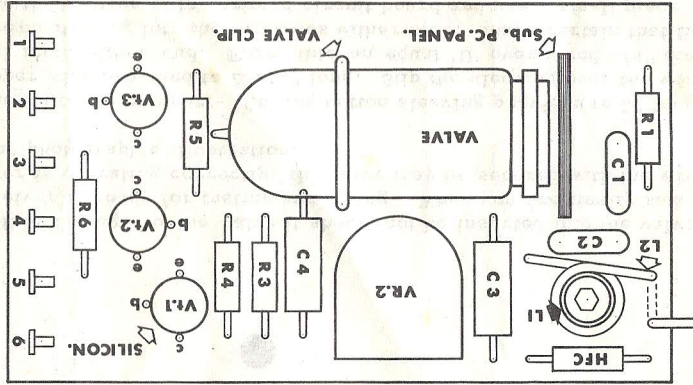 HFC
SILICON.
6
L1
c
Vt.1
b
e
5
C3
VR.2
R3
R4
L2
C2
C4
e
b
Vt.2
c
4
R6
3
C1
R1
VALVE
R5
c
Vt.3
b
e
2
1
Sub PC. PANEL.
VALVE CLIP.